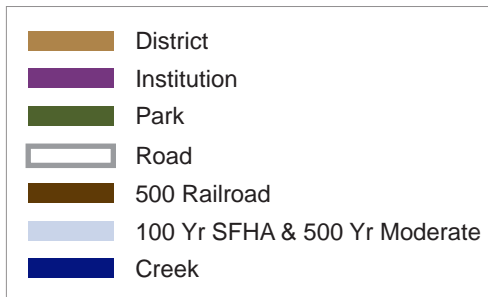 District
Institution
Park
Road
500 Railroad
100 Yr SFHA & 500 Yr Moderate
Creek